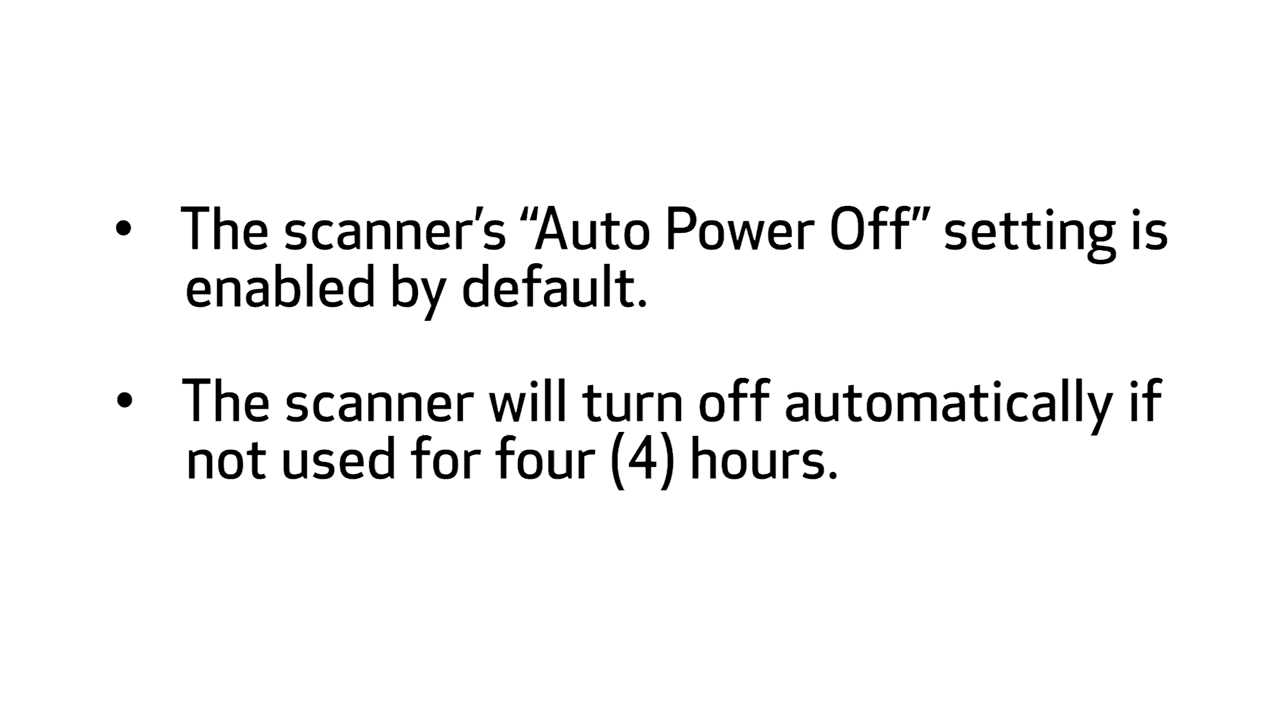 • The scanner’s “Auto Power Off” setting is
enabled by default.
• The scanner will turn off automatically if
not used for four (4) hours.